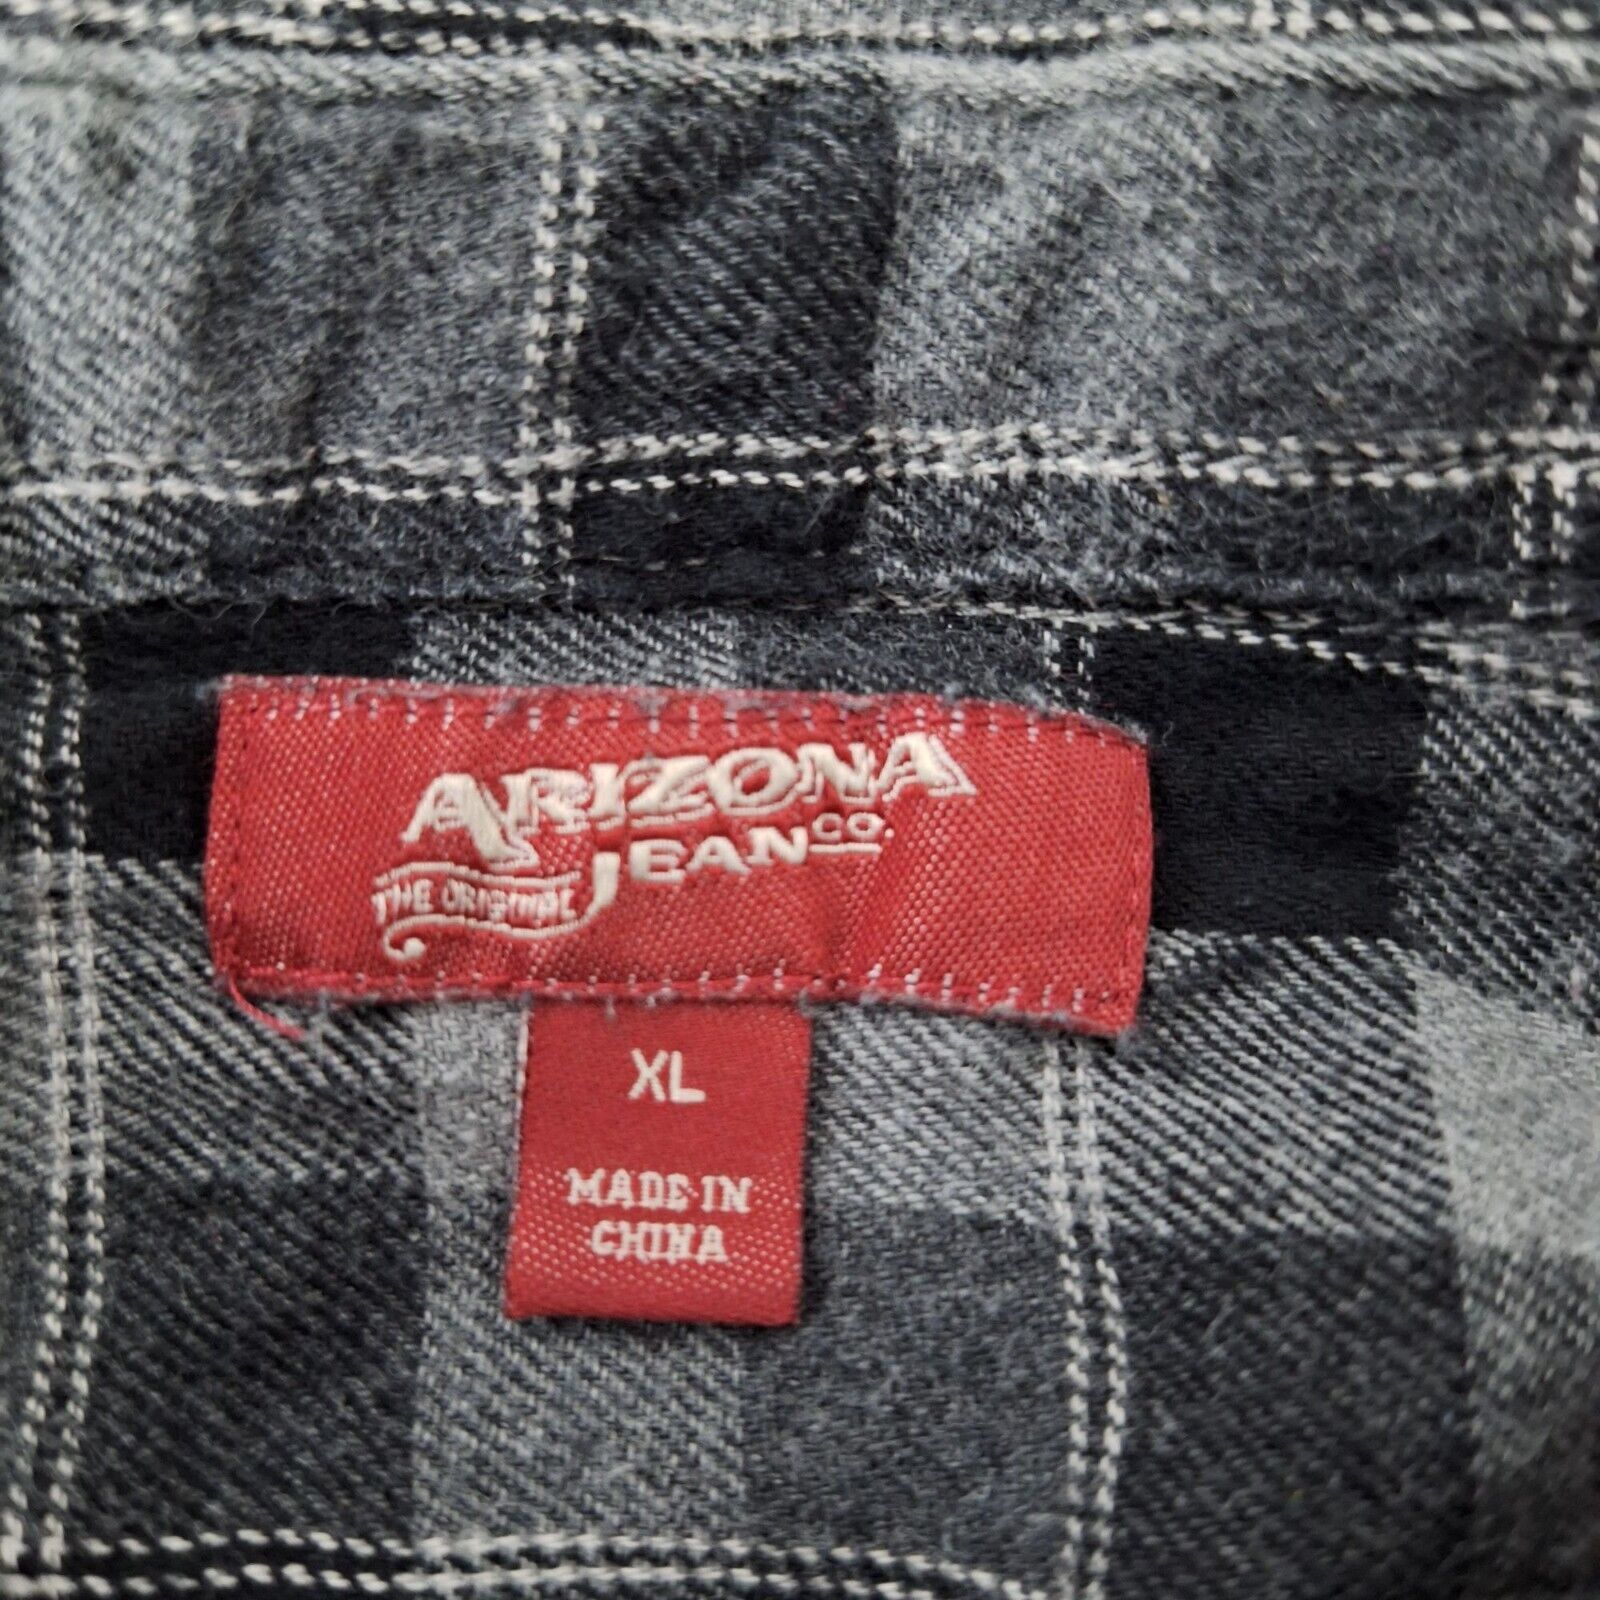 ARIZONA
JEAN CO.
THE ORIGINAL
XL
MADE IN
CHINA